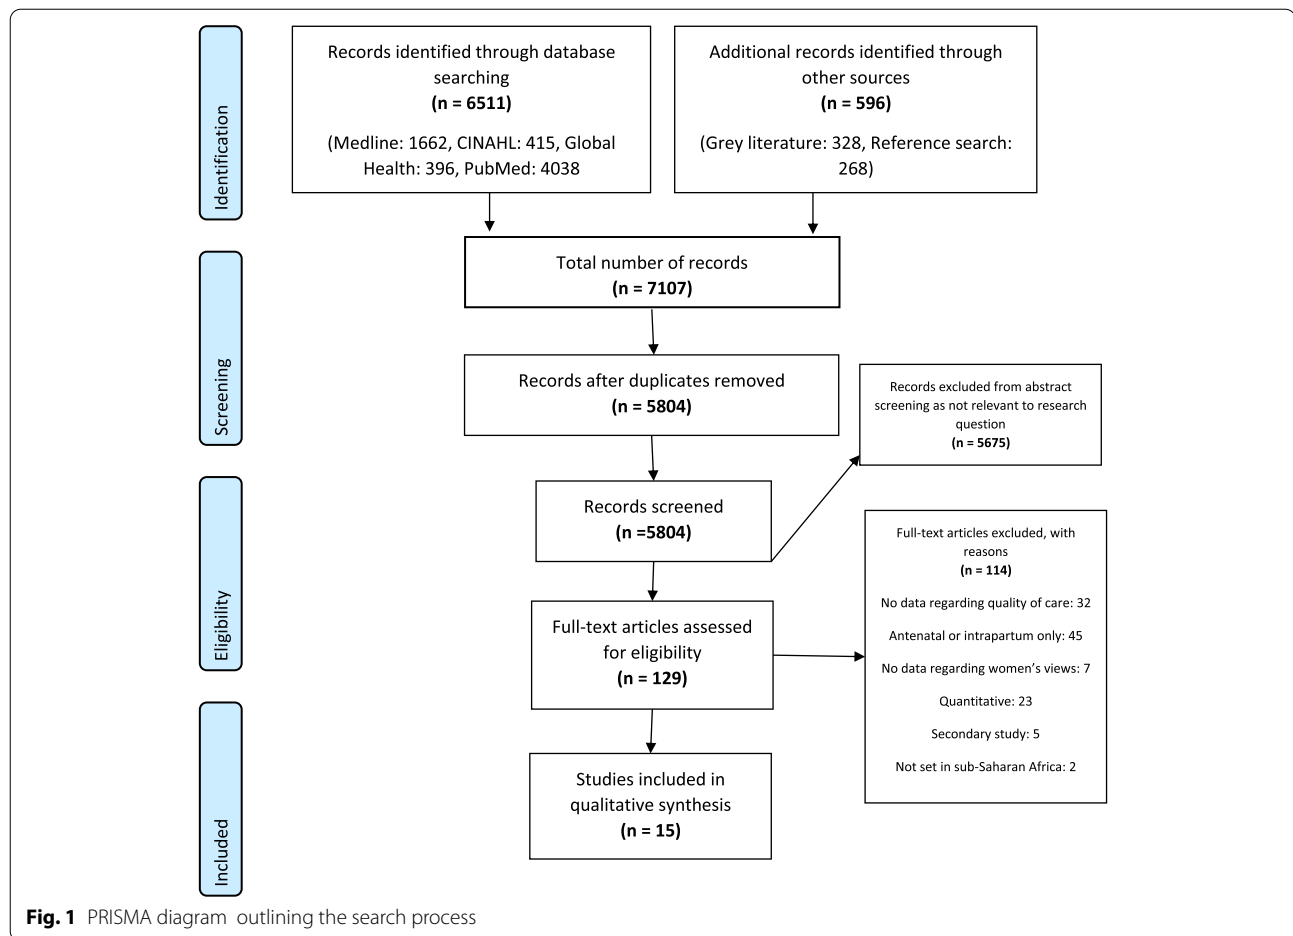 Identification
Records identified through database
searching
(n = 6511)
(Medline: 1662, CINAHL: 415, Global
Health: 396, PubMed: 4038
Additional records identified through
other sources
(n = 596)
(Grey literature: 328, Reference search:
268)
Total number of records
(n = 7107)
Screening
Records after duplicates removed
(n = 5804)
Records excluded from abstract
screening as not relevant to research
question
(n = 5675)
Records screened
(n =5804)
Eligibility
Full-text articles assessed
for eligibility
(n = 129)
Full-text articles excluded, with
reasons
(n = 114)
No data regarding quality of care: 32
Antenatal or intrapartum only: 45
No data regarding women’s views: 7
Quantitative: 23
Secondary study: 5
Not set in sub-Saharan Africa: 2
Included
Studies included in
qualitative synthesis
(n = 15)
Fig. 1 PRISMA diagram outlining the search process